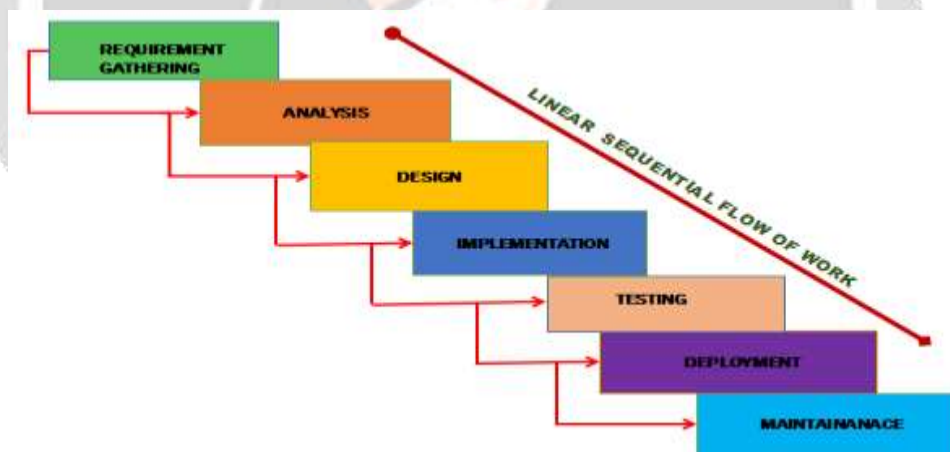 REQUIREMENT
GATHERING
ANALYSIS
LINEAR SEQUENTIAL FLOW OF WORK
DESIGN
IMPLEMENTATION
TESTING
DEPLOYMENT
MAINTAINANACE